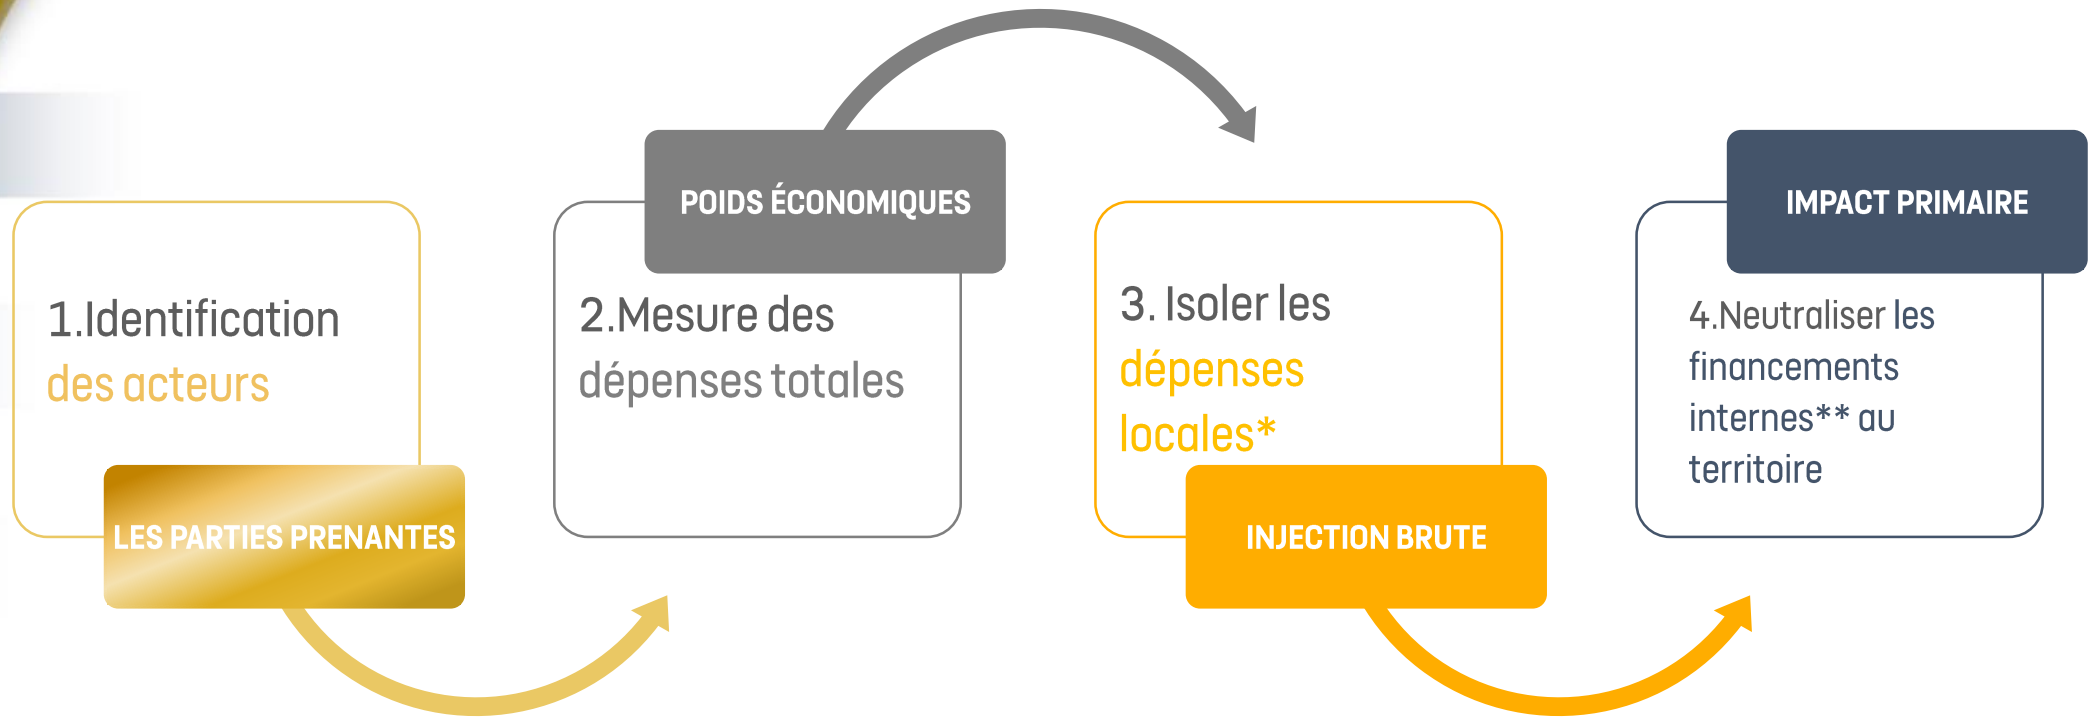 1.Identification
des acteurs
LES PARTIES PRENANTES
POIDS ÉCONOMIQUES
2.Mesure des
dépenses totales
3. Isoler les
dépenses
locales*
INJECTION BRUTE
IMPACT PRIMAIRE
4.Neutraliser les
financements
internes** au
territoire